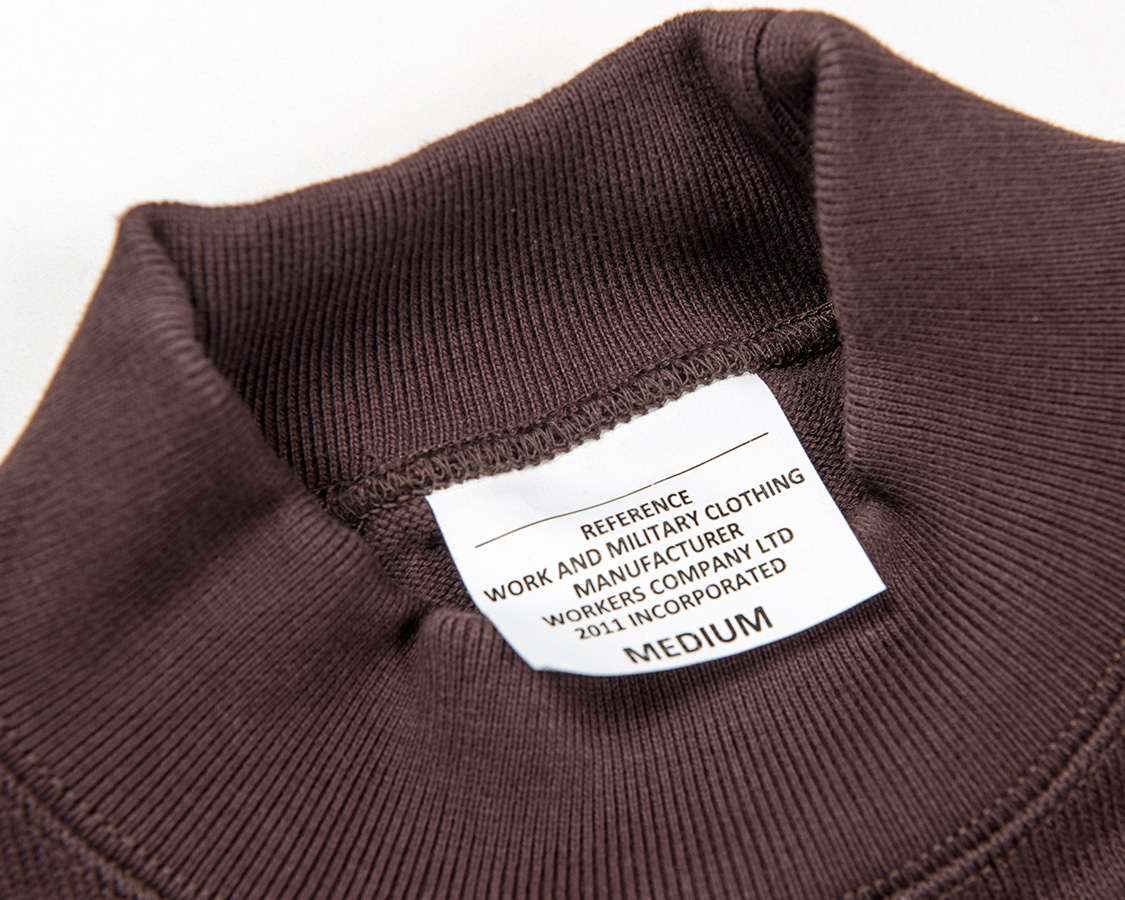 REFERENCE
WORK AND MILITARY CLOTHING
MANUFACTURER
WORKERS COMPANY LTD
2011 INCORPORATED
MEDIUM